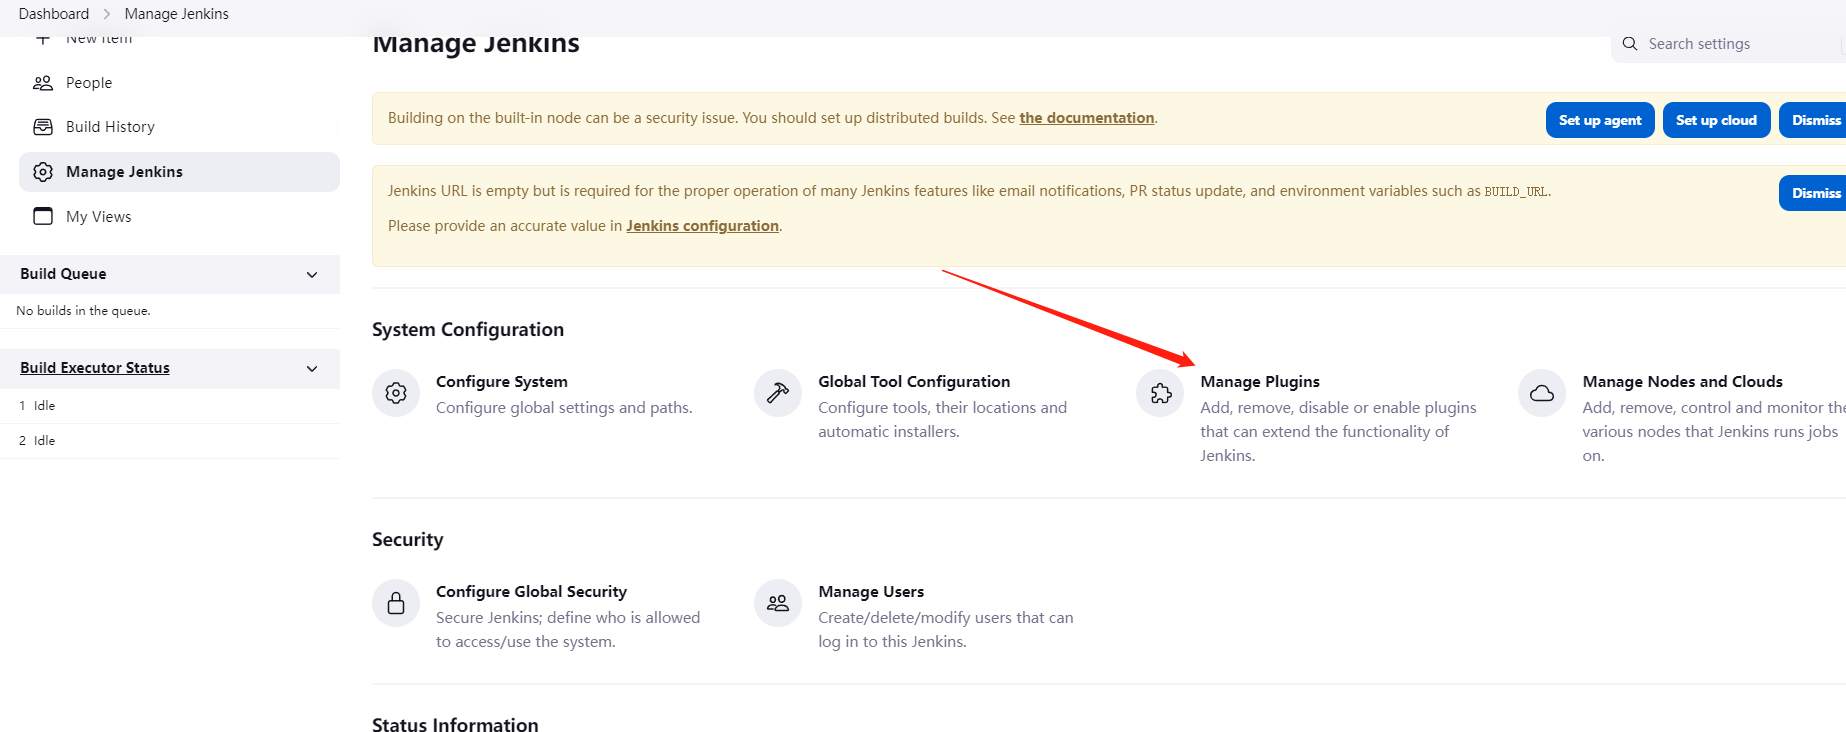 Dashboard > Manage Jenkins
New Item
People
Build History
Manage Jenkins
My Views
Build Queue
No builds in the queue.
Build Executor Status
1 Idle
2 Idle
Manage Jenkins
Search settings
Building on the built-in node can be a security issue. You should set up distributed builds. See the documentation.
Set up agent
Set up cloud
Dismiss
Jenkins URL is empty but is required for the proper operation of many Jenkins features like email notifications, PR status update, and environment variables such as BUILD_URL.
Please provide an accurate value in Jenkins configuration.
Dismiss
System Configuration
Configure System
Configure global settings and paths.
Global Tool Configuration
Configure tools, their locations and
automatic installers.
Manage Plugins
Add, remove, disable or enable plugins
that can extend the functionality of
Jenkins.
Manage Nodes and Clouds
Add, remove, control and monitor the
various nodes that Jenkins runs jobs
on.
Security
Configure Global Security
Secure Jenkins; define who is allowed
to access/use the system.
Manage Users
Create/delete/modify users that can
log in to this Jenkins.
Status Information